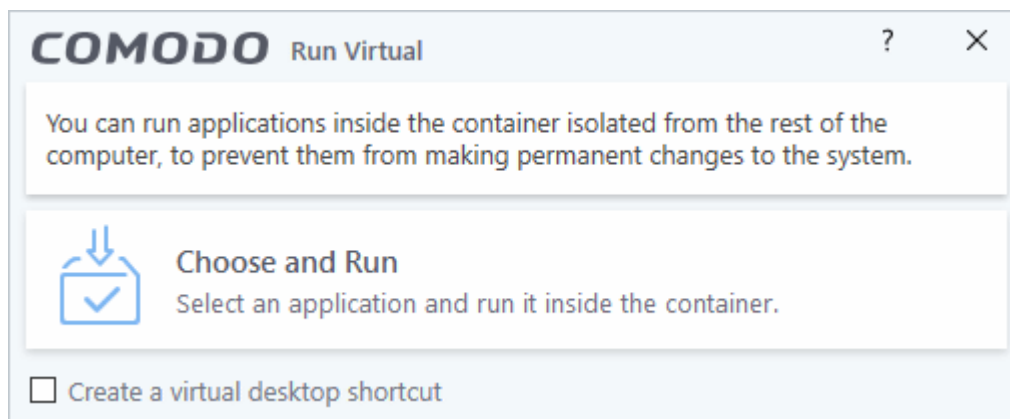 COMODO Run Virtual ?
You can run applications inside the container isolated from the rest of the
computer, to prevent them from making permanent changes to the system.
Choose and Run
Select an application and run it inside the container.
Create a virtual desktop shortcut